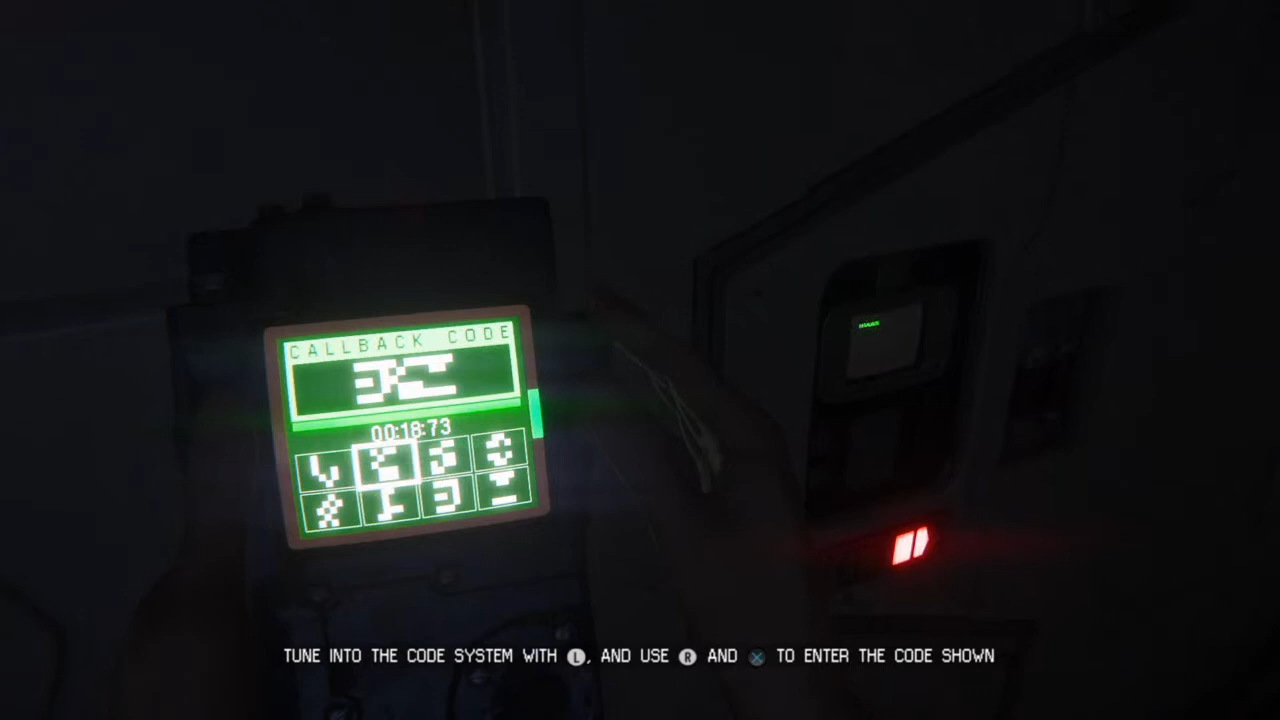 CALLBACK CODE
00:18:73
TUNE INTO THE CODE SYSTEM WITH L, AND USE R AND X TO ENTER THE CODE SHOWN